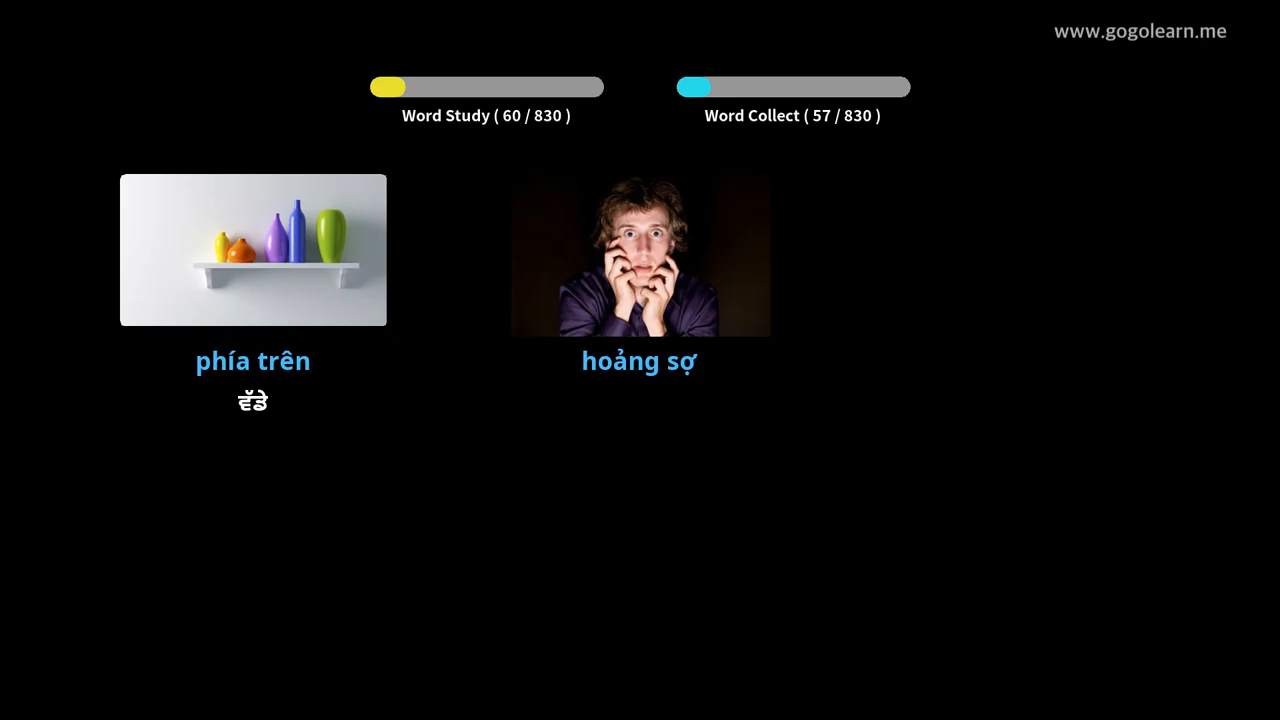 www.gogolearn.me
Word Study ( 60 / 830 )
Word Collect ( 57 / 830 )
phía trên
hoảng sợ
ਵੱਡੇ